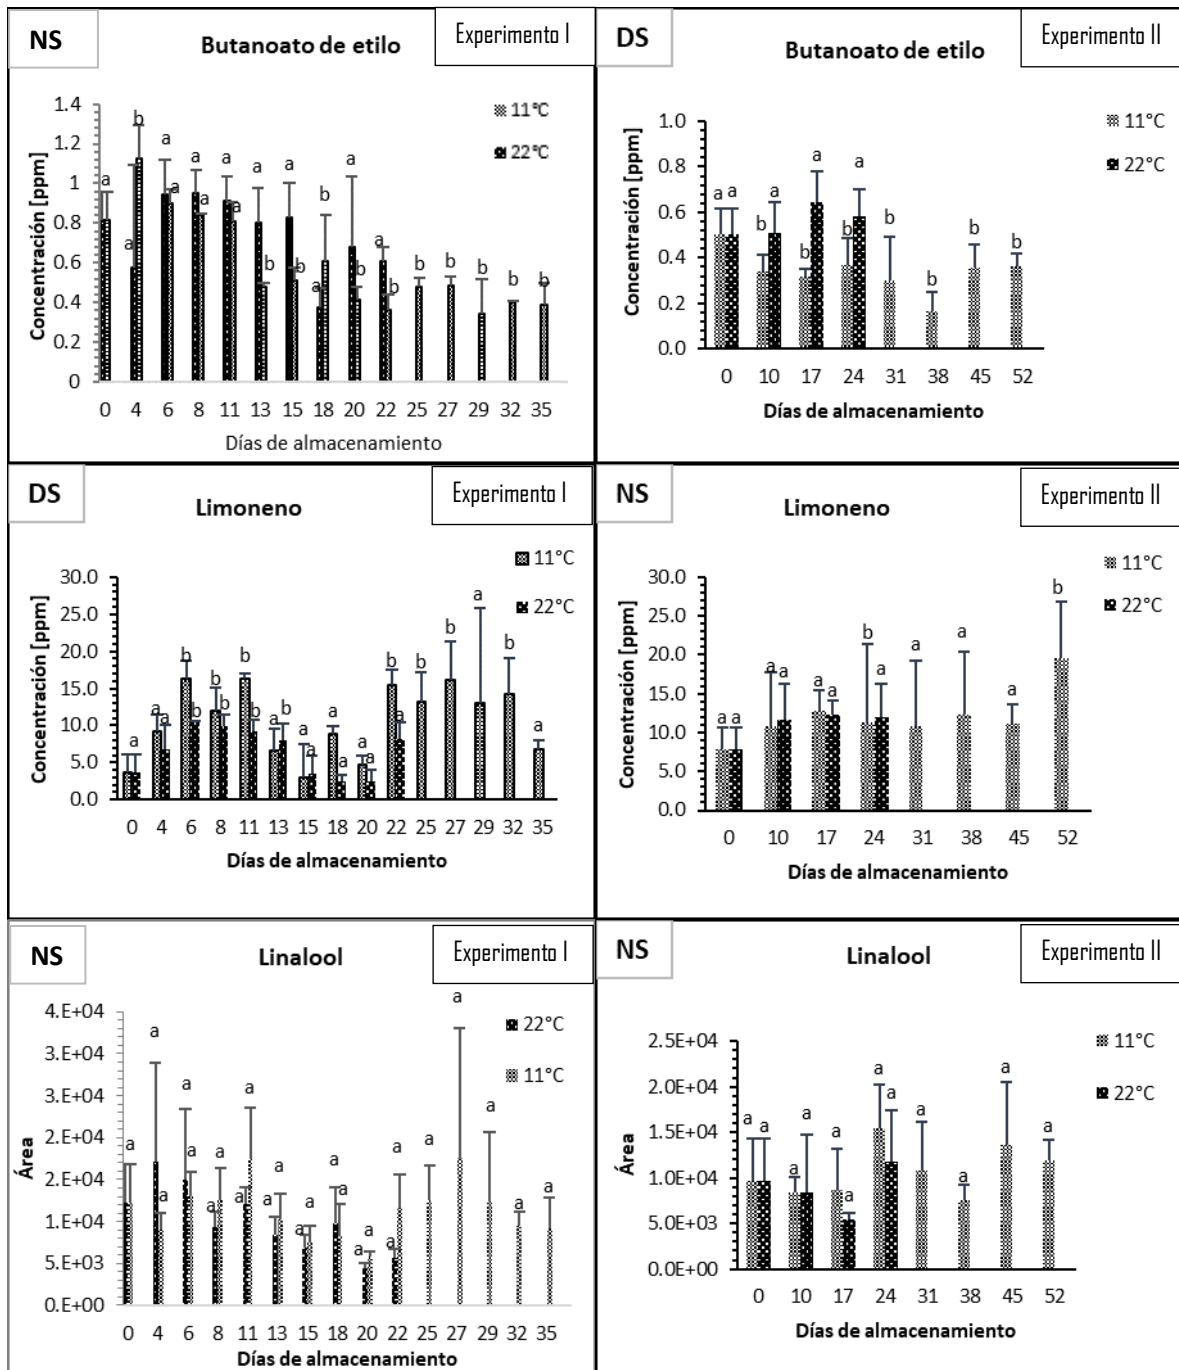 NS
Butanoato de etilo
Experimento I
Concentración [ppm]
1.4
1.2
1
0.8
0.6
0.4
0.2
0
11°C
22°C
a a b a a a a a a b b a b a b a b a b b b b b b b
0 4 6 8 11 13 15 18 20 22 25 27 29 32 35
Días de almacenamiento
DS
Butanoato de etilo
Experimento II
Concentración [ppm]
1.0
0.8
0.6
0.4
0.2
0.0
11°C
22°C
a a b a b a b a b b b b
0 10 17 24 31 38 45 52
Días de almacenamiento
DS
Limoneno
Experimento I
Concentración [ppm]
30.0
25.0
20.0
15.0
10.0
5.0
0.0
11°C
22°C
a a a b b b b b b a b a a a a a a b a b b a b a
0 4 6 8 11 13 15 18 20 22 25 27 29 32 35
Días de almacenamiento
NS
Limoneno
Experimento II
Concentración [ppm]
30.0
25.0
20.0
15.0
10.0
5.0
0.0
11°C
22°C
a a a a a a b a a a a b
0 10 17 24 31 38 45 52
Días de almacenamiento
NS
Linalool
Experimento I
Área
4.E+04
4.E+04
3.E+04
3.E+04
2.E+04
2.E+04
1.E+04
5.E+03
0.E+00
22°C
11°C
a a a a a a a a a a a a a a a a a a a a a a a a
0 4 6 8 11 13 15 18 20 22 25 27 29 32 35
Días de almacenamiento
NS
Linalool
Experimento II
Área
2.5E+04
2.0E+04
1.5E+04
1.0E+04
5.0E+03
0.0E+00
11°C
22°C
a a a a a a a a a a a a
0 10 17 24 31 38 45 52
Días de almacenamiento